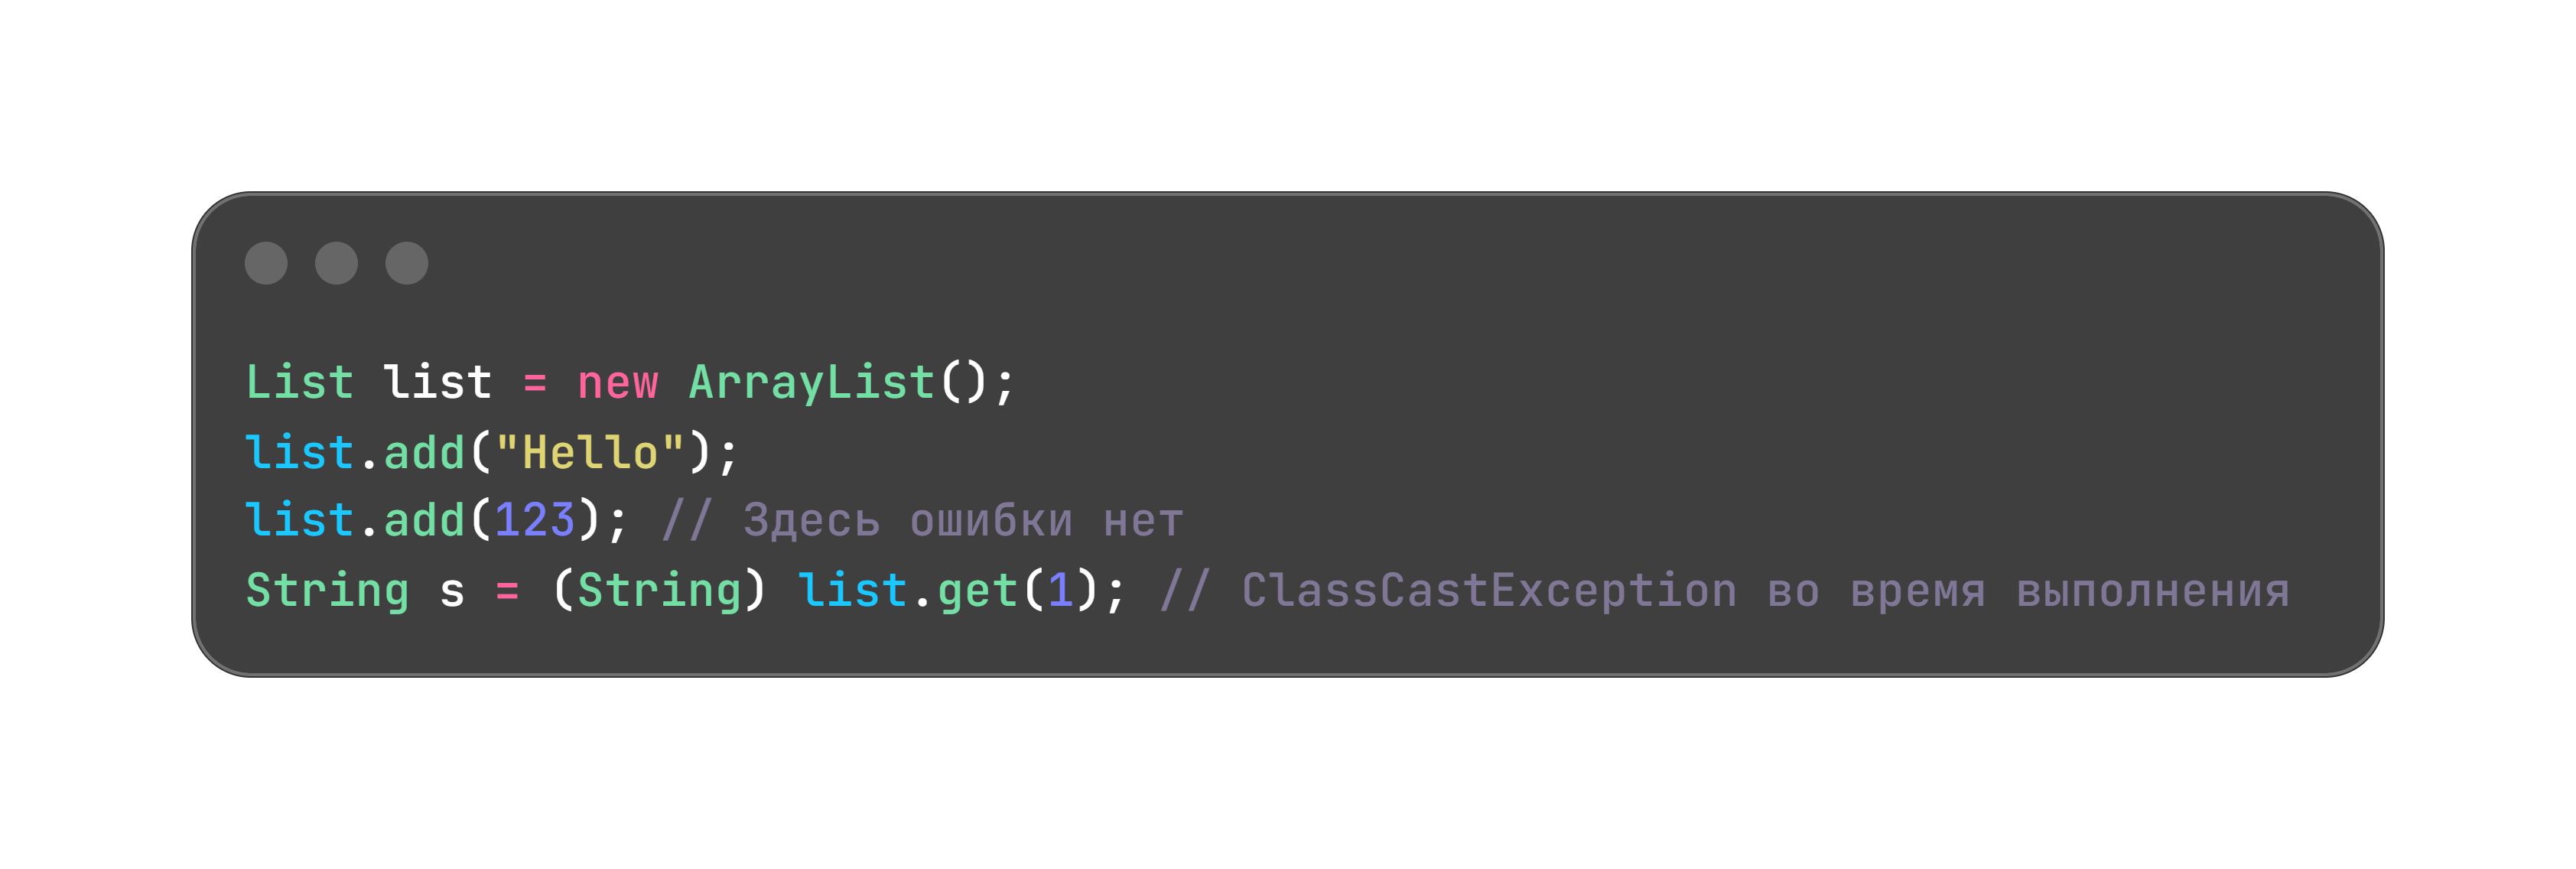 List list = new ArrayList();
list.add("Hello");
list.add(123); // Здесь ошибки нет
String s = (String) list.get(1); // ClassCastException во время выполнения